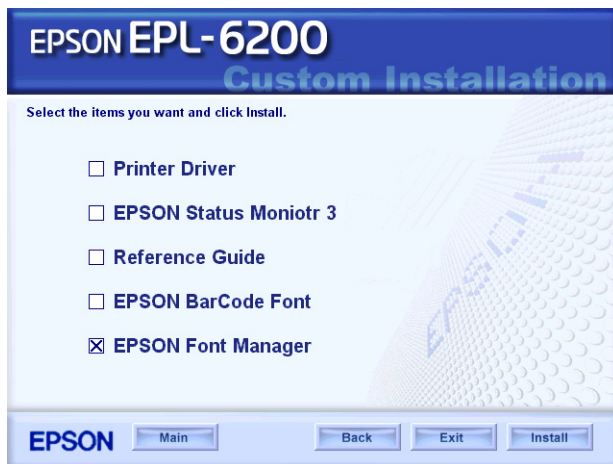 EPSON EPL-6200
Custom Installation
Select the items you want and click Install.
Printer Driver
EPSON Status Moniotr 3
Reference Guide
EPSON BarCode Font
EPSON Font Manager
EPSON
EPSON Main Back Exit Install